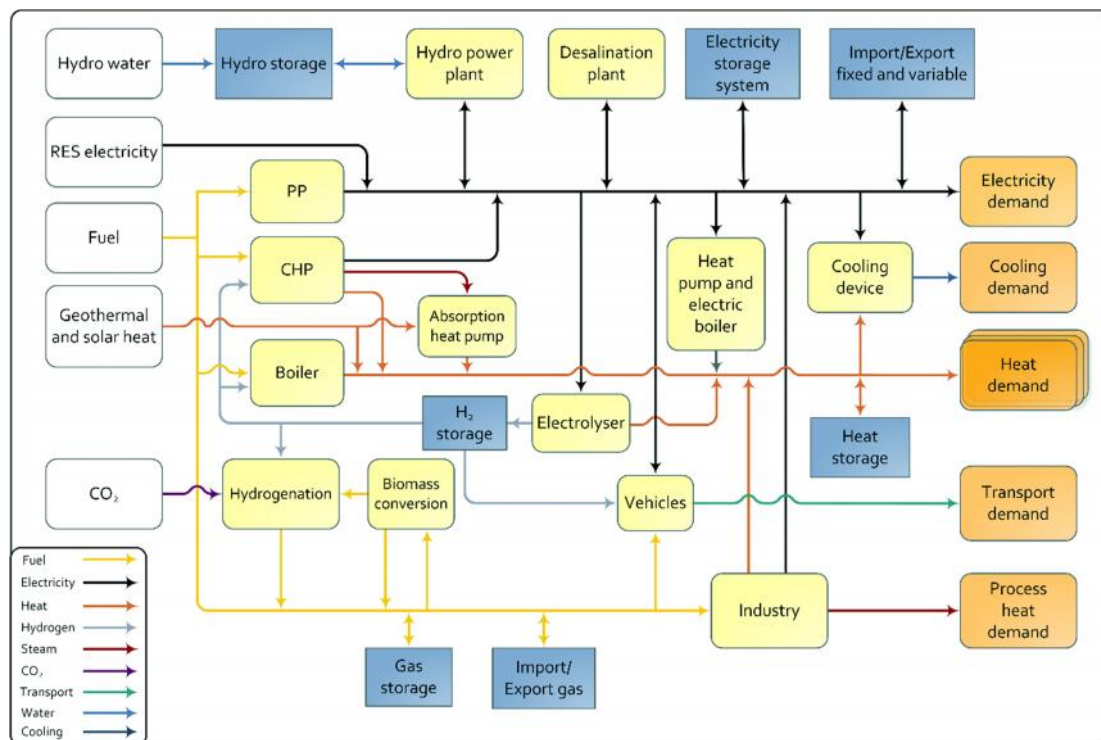 Hydro water
Hydro storage
Hydro power
plant
Desalination
plant
Electricity
storage
system
Import/Export
fixed and variable
RES electricity
PP
Electricity
demand
Fuel
CHP
Heat
pump and
electric
boiler
Cooling
device
Cooling
demand
Geothermal
and solar heat
Absorption
heat pump
Boiler
Heat
demand
H₂
storage
Electrolyser
Heat
storage
CO₂
Hydrogenation
Biomass
conversion
Vehicles
Transport
demand
Fuel
Electricity
Heat
Hydrogen
Steam
CO₂
Transport
Water
Cooling
Industry
Process
heat
demand
Gas
storage
Import/
Export gas